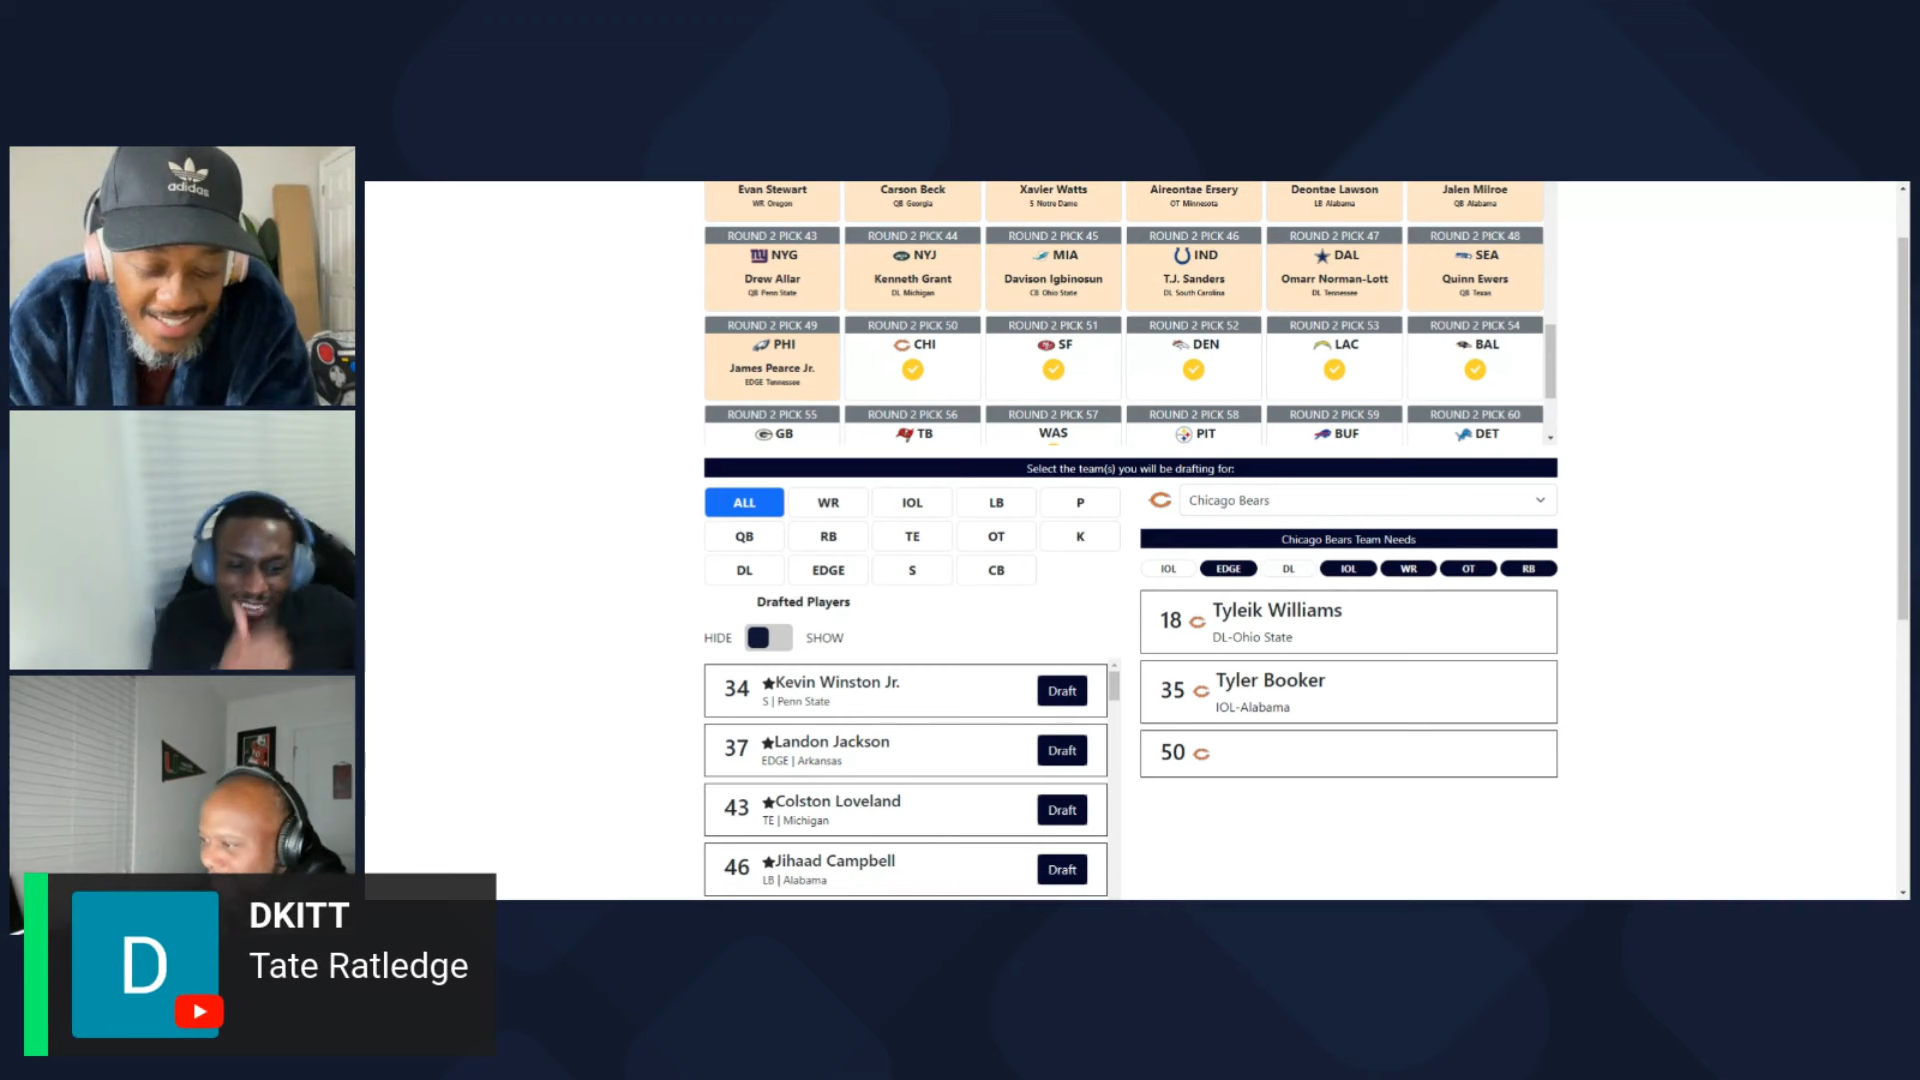 adidas
Evan Stewart
WR Oregon
Carson Beck
QB Georgia
Xavier Watts
S Notre Dame
Aireontae Ersery
OT Minnesota
Deontae Lawson
LB Alabama
Jalen Milroe
QB Alabama
ROUND 2 PICK 43
NYG
Drew Allar
QB Penn State
ROUND 2 PICK 44
NYJ
Kenneth Grant
DL Michigan
ROUND 2 PICK 45
MIA
Davison Igbinosun
CB Ohio State
ROUND 2 PICK 46
IND
T.J. Sanders
DL South Carolina
ROUND 2 PICK 47
DAL
Omarr Norman-Lott
DL Tennessee
ROUND 2 PICK 48
SEA
Quinn Ewers
QB Texas
ROUND 2 PICK 49
PHI
James Pearce Jr.
EDGE Tennessee
ROUND 2 PICK 50
CHI
ROUND 2 PICK 51
SF
ROUND 2 PICK 52
DEN
ROUND 2 PICK 53
LAC
ROUND 2 PICK 54
BAL
ROUND 2 PICK 55
GB
ROUND 2 PICK 56
TB
ROUND 2 PICK 57
WAS
ROUND 2 PICK 58
PIT
ROUND 2 PICK 59
BUF
ROUND 2 PICK 60
DET
Select the team(s) you will be drafting for:
ALL WR IOL LB P
QB RB TE OT K
DL EDGE S CB
Drafted Players
HIDE SHOW
34 ★Kevin Winston Jr.
S | Penn State
Draft
37 ★Landon Jackson
EDGE | Arkansas
Draft
43 ★Colston Loveland
TE | Michigan
Draft
46 ★Jihaad Campbell
LB | Alabama
Draft
Chicago Bears
Chicago Bears Team Needs
IOL EDGE DL IOL WR OT RB
18 Tyleik Williams
DL-Ohio State
35 Tyler Booker
IOL-Alabama
50
D
DKITT
Tate Ratledge